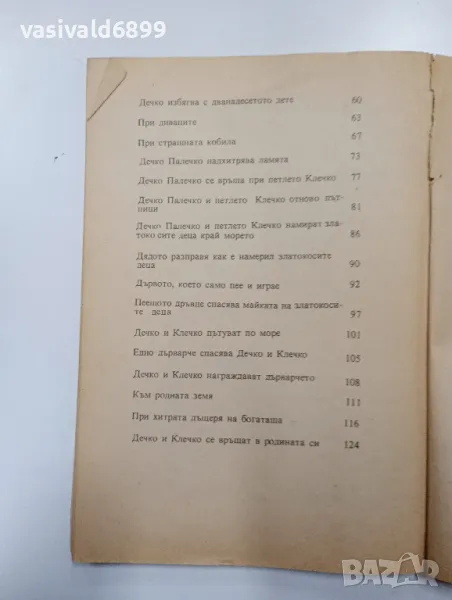 vasivald6899
Дечко избягва с дванадесетото дете 60
При диваците 63
При страшната кобила 67
Дечко Палечко надхитрява ламята 73
Дечко Палечко се връща при петлето Клечко 77
Дечко Палечко и петлето Клечко отново път-
ници 81
Дечко Палечко и петлето Клечко намират зла-
токосите деца край морето 86
Дядото разправя как е намерил златокосите
деца 90
Дървото, което само пее и играе 92
Пеещото дръвце спасява майката на златокоси-
те деца 97
Дечко и Клечко пътуват по море 101
Едно дърварче спасява Дечко и Клечко 105
Дечко и Клечко награждават дърварчето 108
Към родната земя 111
При хитрата дъщеря на богаташа 116
Дечко и Клечко се връщат в родината си 124
BAZAR